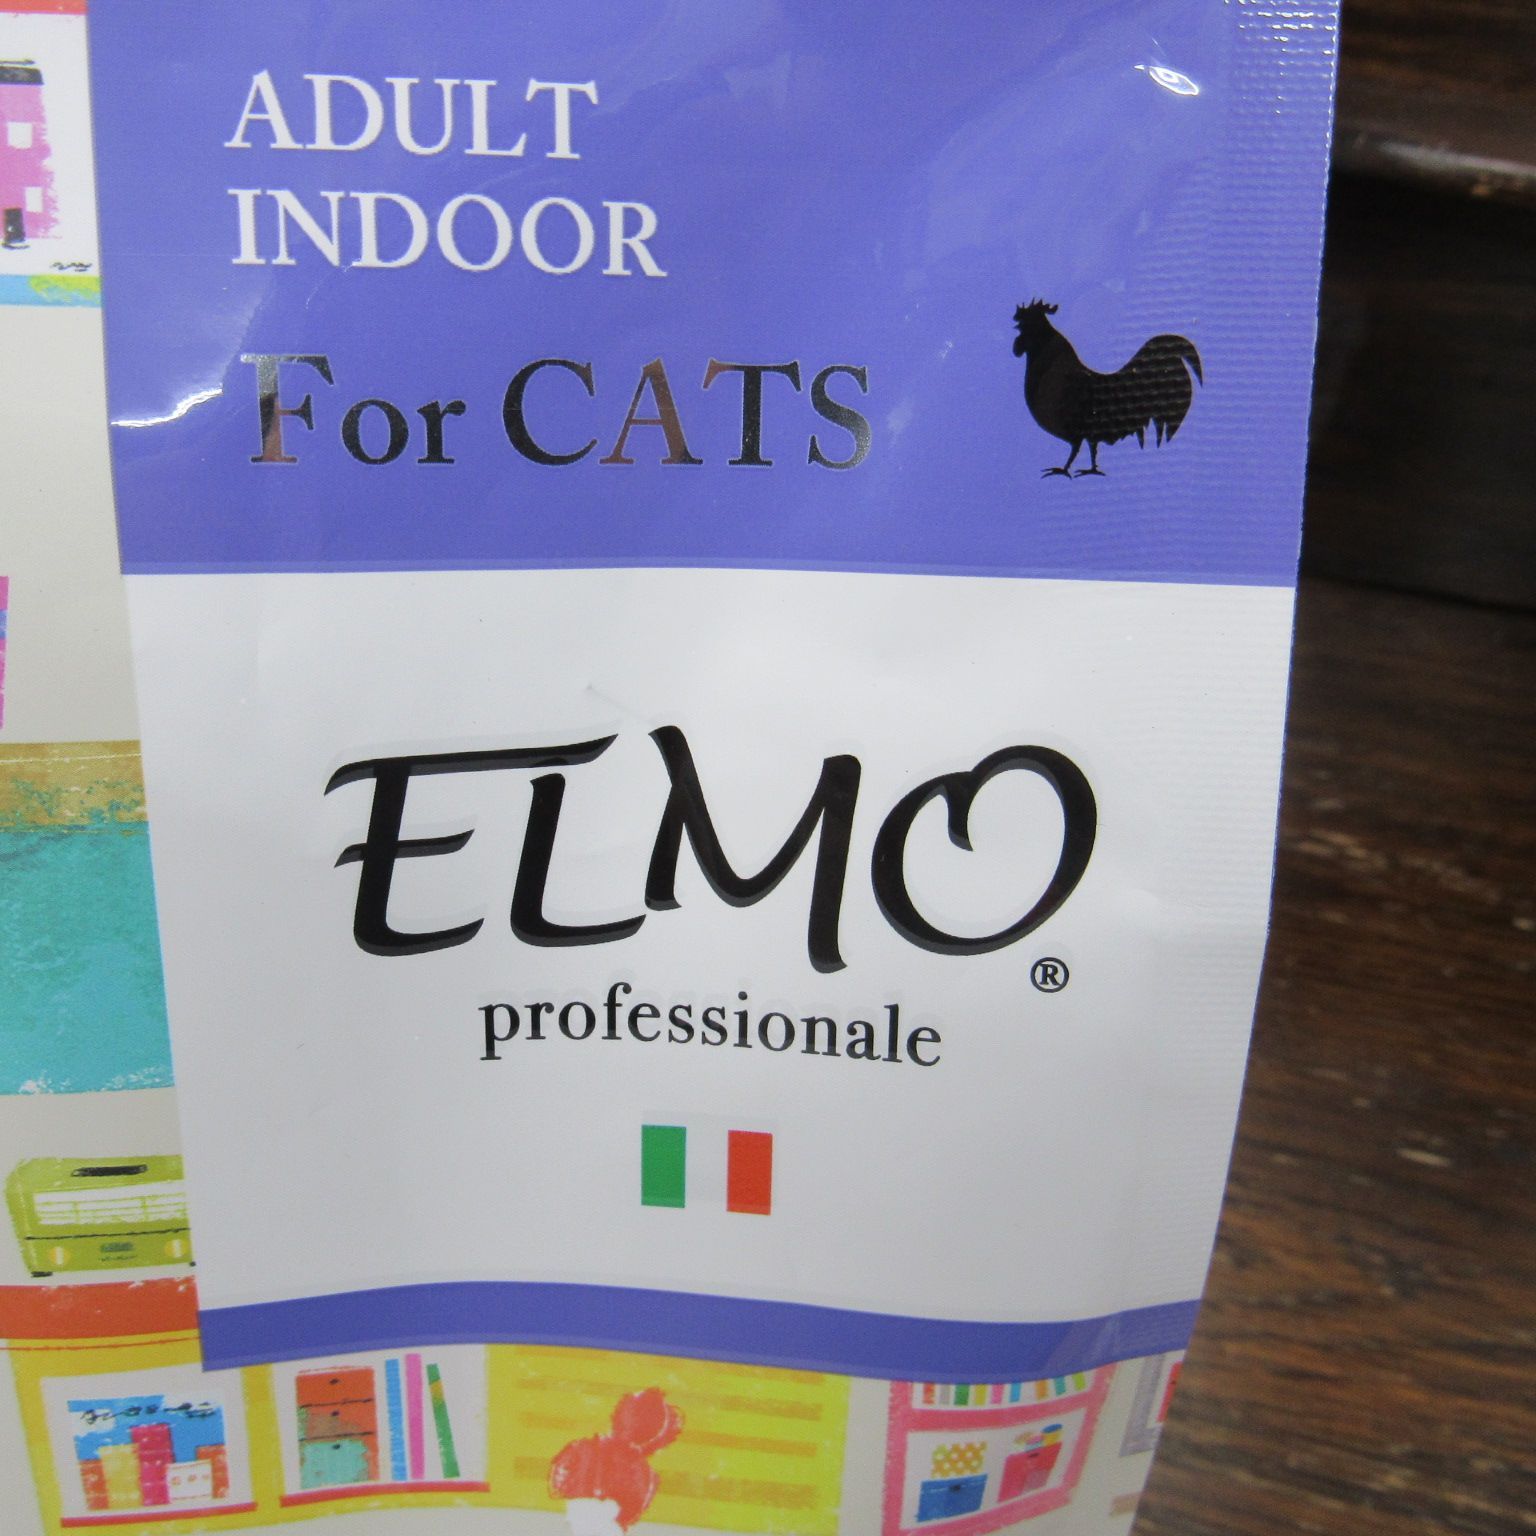 ADULT
INDOOR
For CATS
ELMO
®
professionale